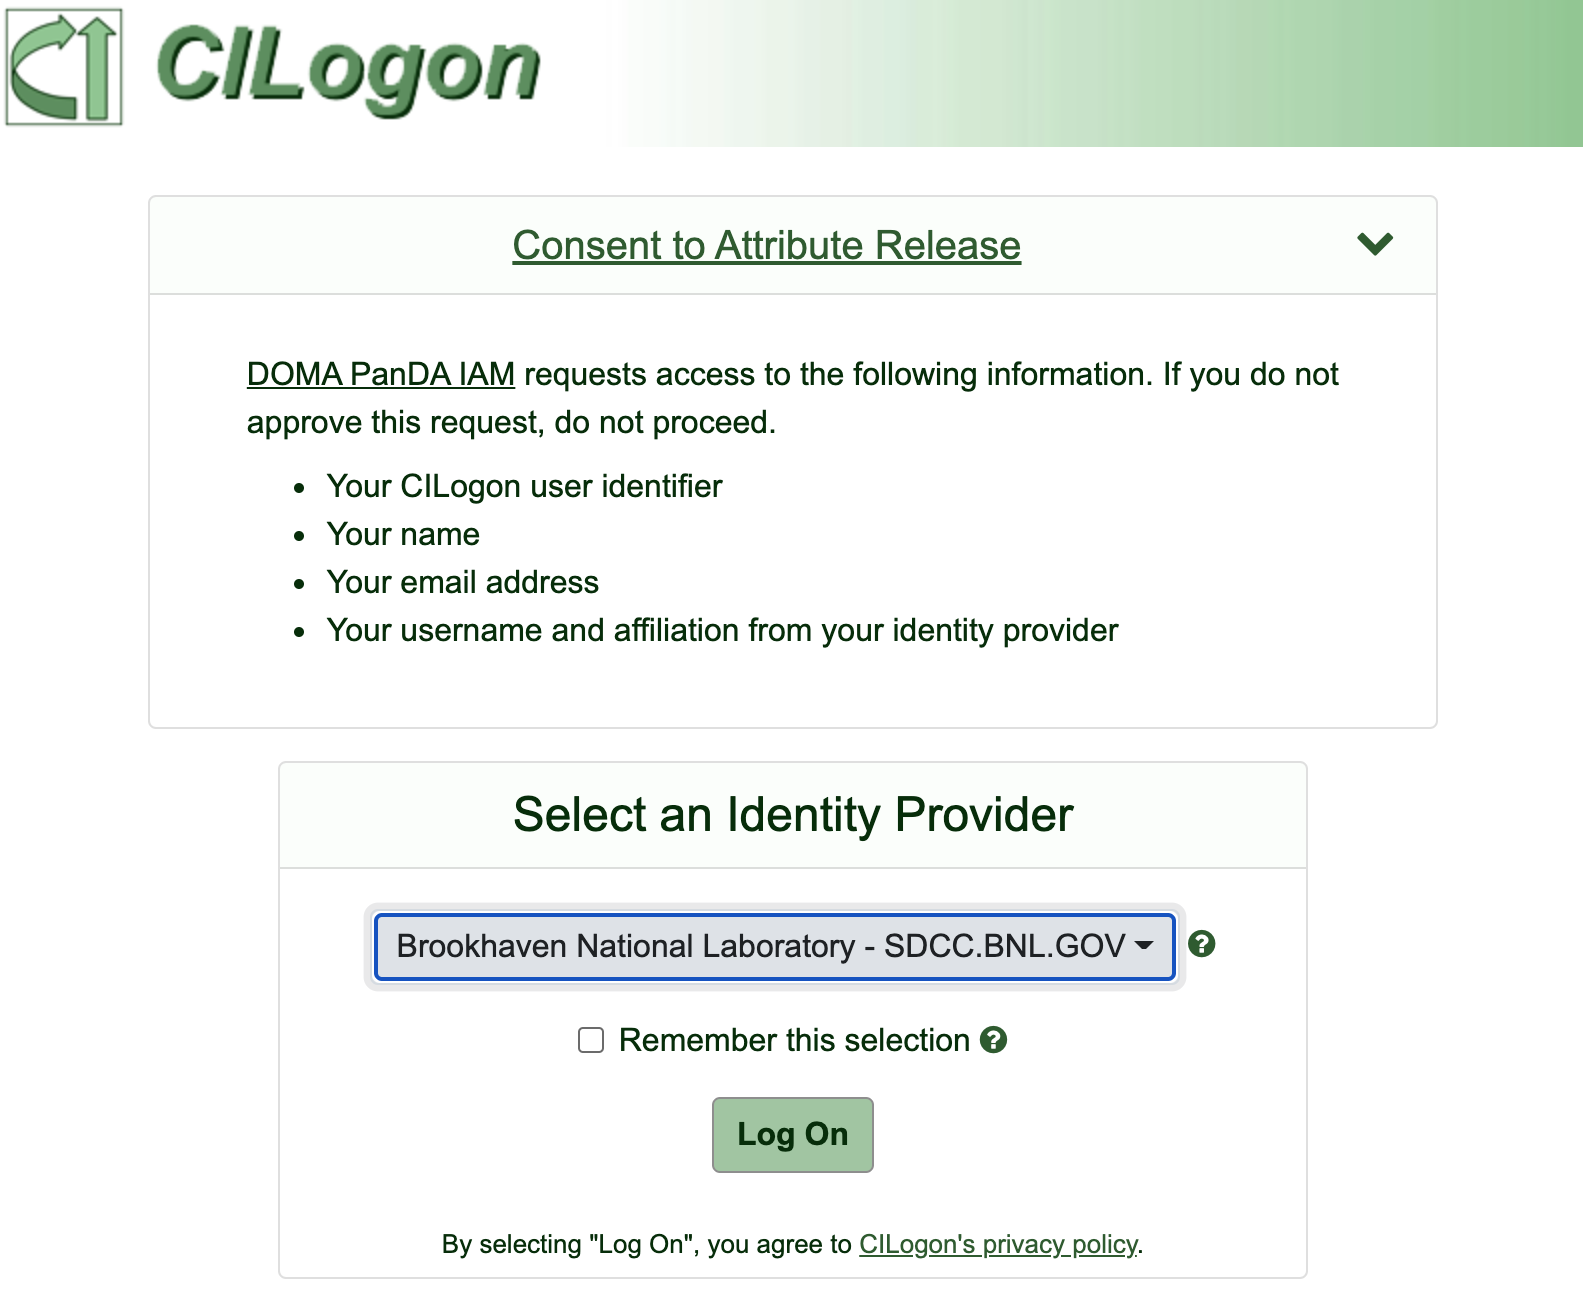 CILogon
Consent to Attribute Release
DOMA PanDA IAM requests access to the following information. If you do not
approve this request, do not proceed.
• Your CILogon user identifier
• Your name
• Your email address
• Your username and affiliation from your identity provider
Select an Identity Provider
Brookhaven National Laboratory - SDCC.BNL.GOV
Remember this selection
Log On
By selecting "Log On", you agree to CILogon's privacy policy.